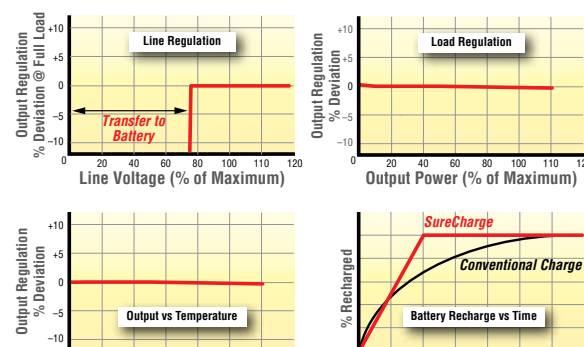 Line Regulation
Output Regulation
% Deviation @ Full Load
+10
+5
0
−5
−10
Transfer to
Battery
0 20 40 60 80 100 110 120
Line Voltage (% of Maximum)
Load Regulation
Output Regulation
% Deviation
+10
+5
0
−5
−10
20 40 60 80 100 110
Output Power (% of Maximum)
Output Regulation
% Deviation
+10
+5
0
−5
−10
Output vs Temperature
SureCharge
Conventional Charge
% Recharged
Battery Recharge vs Time